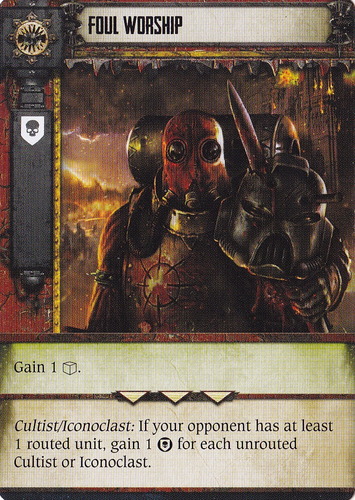 FOUL WORSHIP
Gain 1 .
Cultist/Iconoclast: If your opponent has at least
1 routed unit, gain 1 for each unrouted
Cultist or Iconoclast.